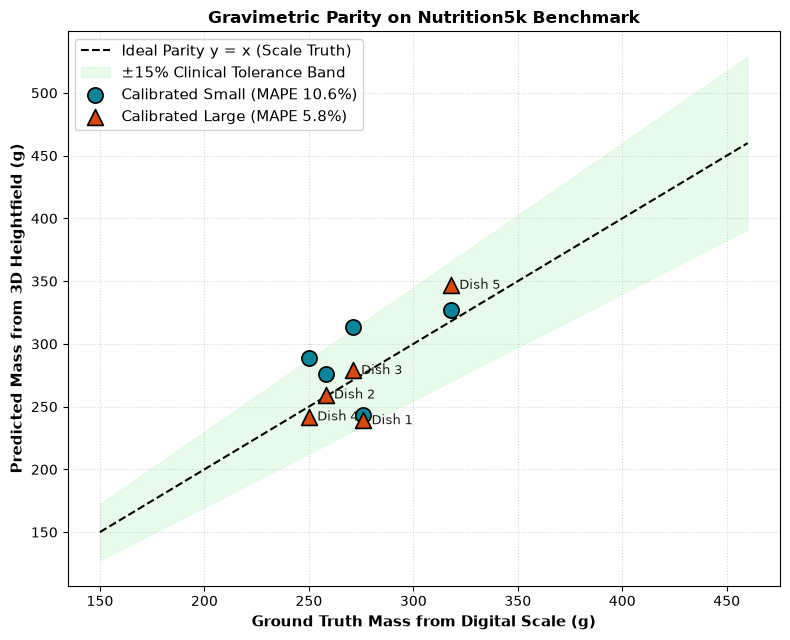 Gravimetric Parity on Nutrition5k Benchmark
Ideal Parity y = x (Scale Truth)
±15% Clinical Tolerance Band
Calibrated Small (MAPE 10.6%)
Calibrated Large (MAPE 5.8%)
Predicted Mass from 3D Heightfield (g)
500
450
400
350
300
250
200
150
Dish 5
Dish 3
Dish 2
Dish 4
Dish 1
150 200 250 300 350 400 450
Ground Truth Mass from Digital Scale (g)